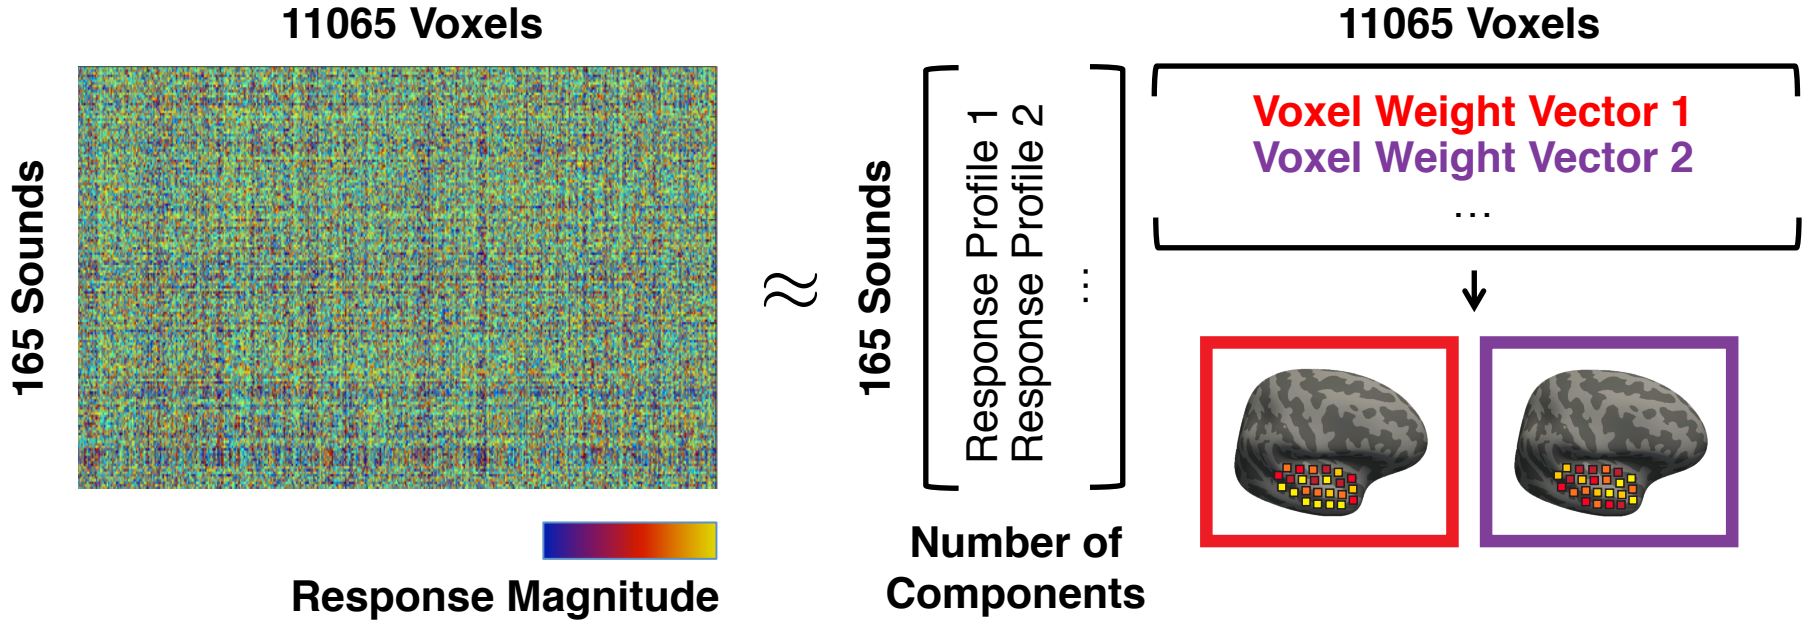 11065 Voxels
165 Sounds
Response Magnitude
≈
165 Sounds
Response Profile 1
Response Profile 2
...
Number of
Components
11065 Voxels
Voxel Weight Vector 1
Voxel Weight Vector 2
...